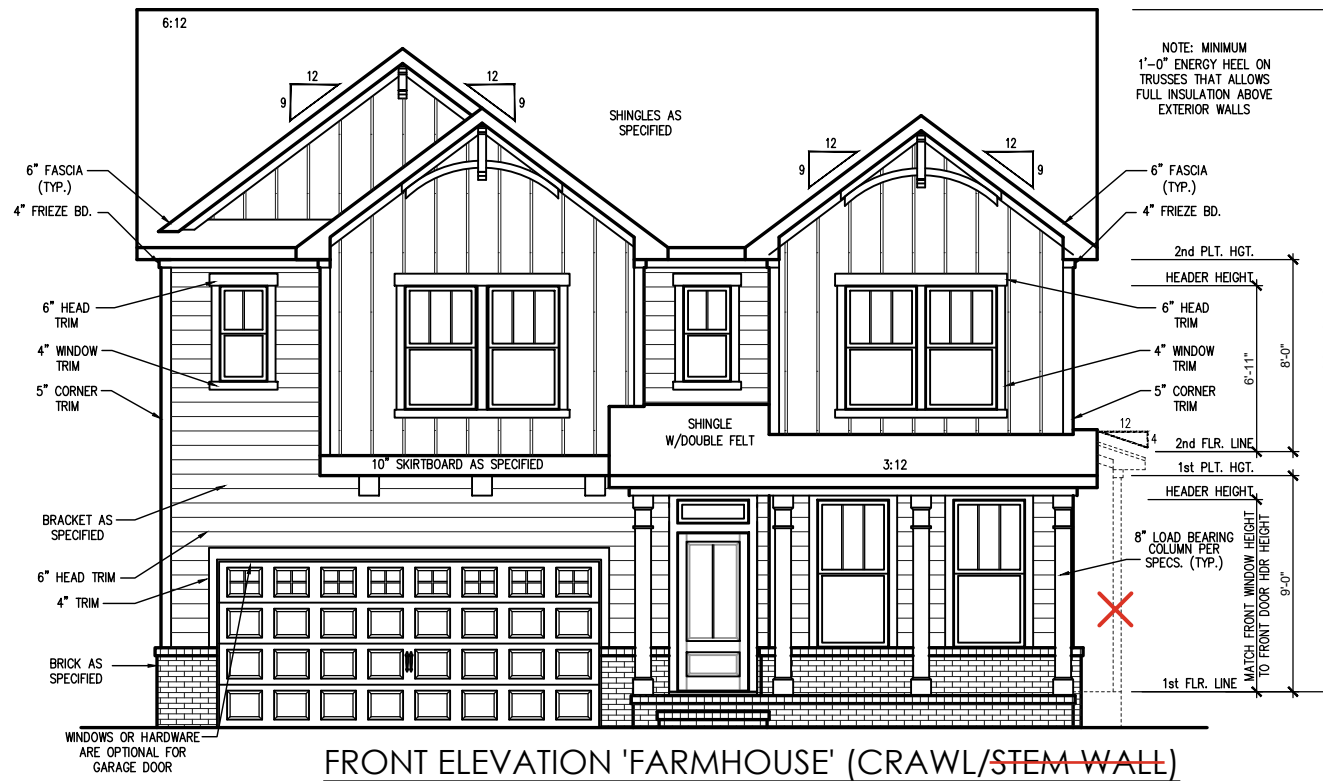 6:12
NOTE: MINIMUM
1'-0" ENERGY HEEL ON
TRUSSES THAT ALLOWS
FULL INSULATION ABOVE
EXTERIOR WALLS
12
9
12
9
SHINGLES AS
SPECIFIED
12
9
12
9
6" FASCIA
(TYP.)
4" FRIEZE BD.
6" FASCIA
(TYP.)
4" FRIEZE BD.
2nd PLT. HGT.
HEADER HEIGHT
6" HEAD
TRIM
4" WINDOW
TRIM
5" CORNER
TRIM
6" HEAD
TRIM
4" WINDOW
TRIM
5" CORNER
TRIM
6'-11"
8'-0"
12
4
SHINGLE
W/DOUBLE FELT
2nd FLR. LINE
10" SKIRTBOARD AS SPECIFIED
3:12
1st PLT. HGT.
HEADER HEIGHT
BRACKET AS
SPECIFIED
6" HEAD TRIM
4" TRIM
8" LOAD BEARING
COLUMN PER
SPECS. (TYP.)
MATCH FRONT WINDOW HEIGHT
TO FRONT DOOR HDR HEIGHT
9'-0"
BRICK AS
SPECIFIED
1st FLR. LINE
WINDOWS OR HARDWARE
ARE OPTIONAL FOR
GARAGE DOOR
FRONT ELEVATION 'FARMHOUSE' (CRAWL/STEM WALL)